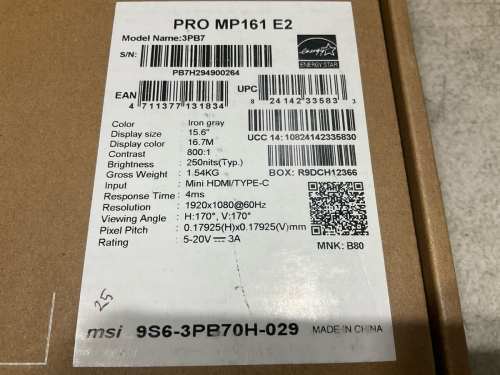 PRO MP161 E2
Model Name:3PB7
S/N:
PB7H294900264
ENERGY STAR
EAN
4 711377 131834
UPC
8 24142 33583 3
UCC 14: 10824142335830
Color : Iron gray
Display size : 15.6"
Display color : 16.7M
Contrast : 800:1
Brightness : 250nits(Typ.)
Gross Weight : 1.54KG
Input : Mini HDMI/TYPE-C
Response Time : 4ms
Resolution : 1920x1080@60Hz
Viewing Angle : H:170°, V:170°
Pixel Pitch : 0.17925(H)x0.17925(V)mm
Rating : 5-20V⎓ 3A
BOX: R9DCH12366
MNK: B80
25
msi 9S6-3PB70H-029 MADE IN CHINA